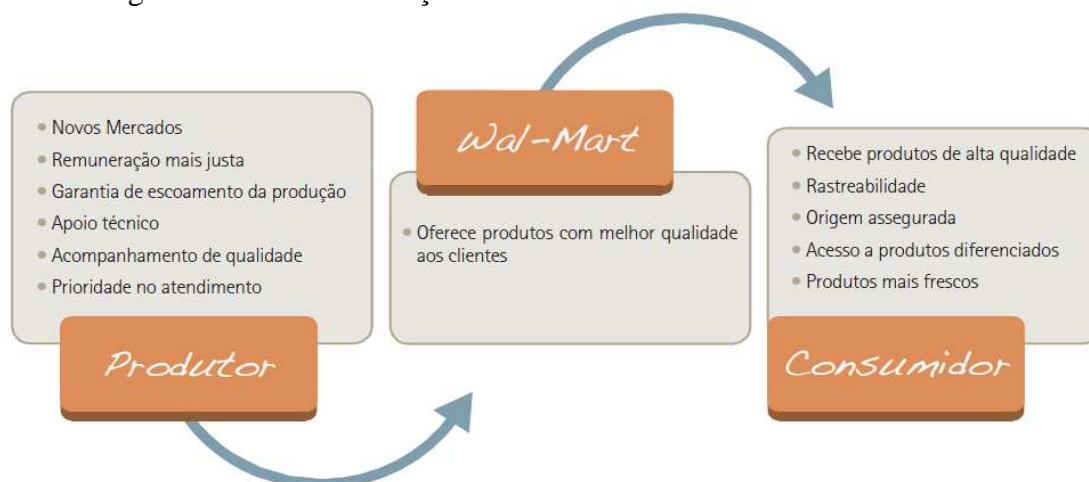 Novos Mercados
Remuneração mais justa
Garantia de escoamento da produção
Apoio técnico
Acompanhamento de qualidade
Prioridade no atendimento
Produtor
Wal-Mart
Oferece produtos com melhor qualidade
aos clientes
Recebe produtos de alta qualidade
Rastreabilidade
Origem assegurada
Acesso a produtos diferenciados
Produtos mais frescos
Consumidor